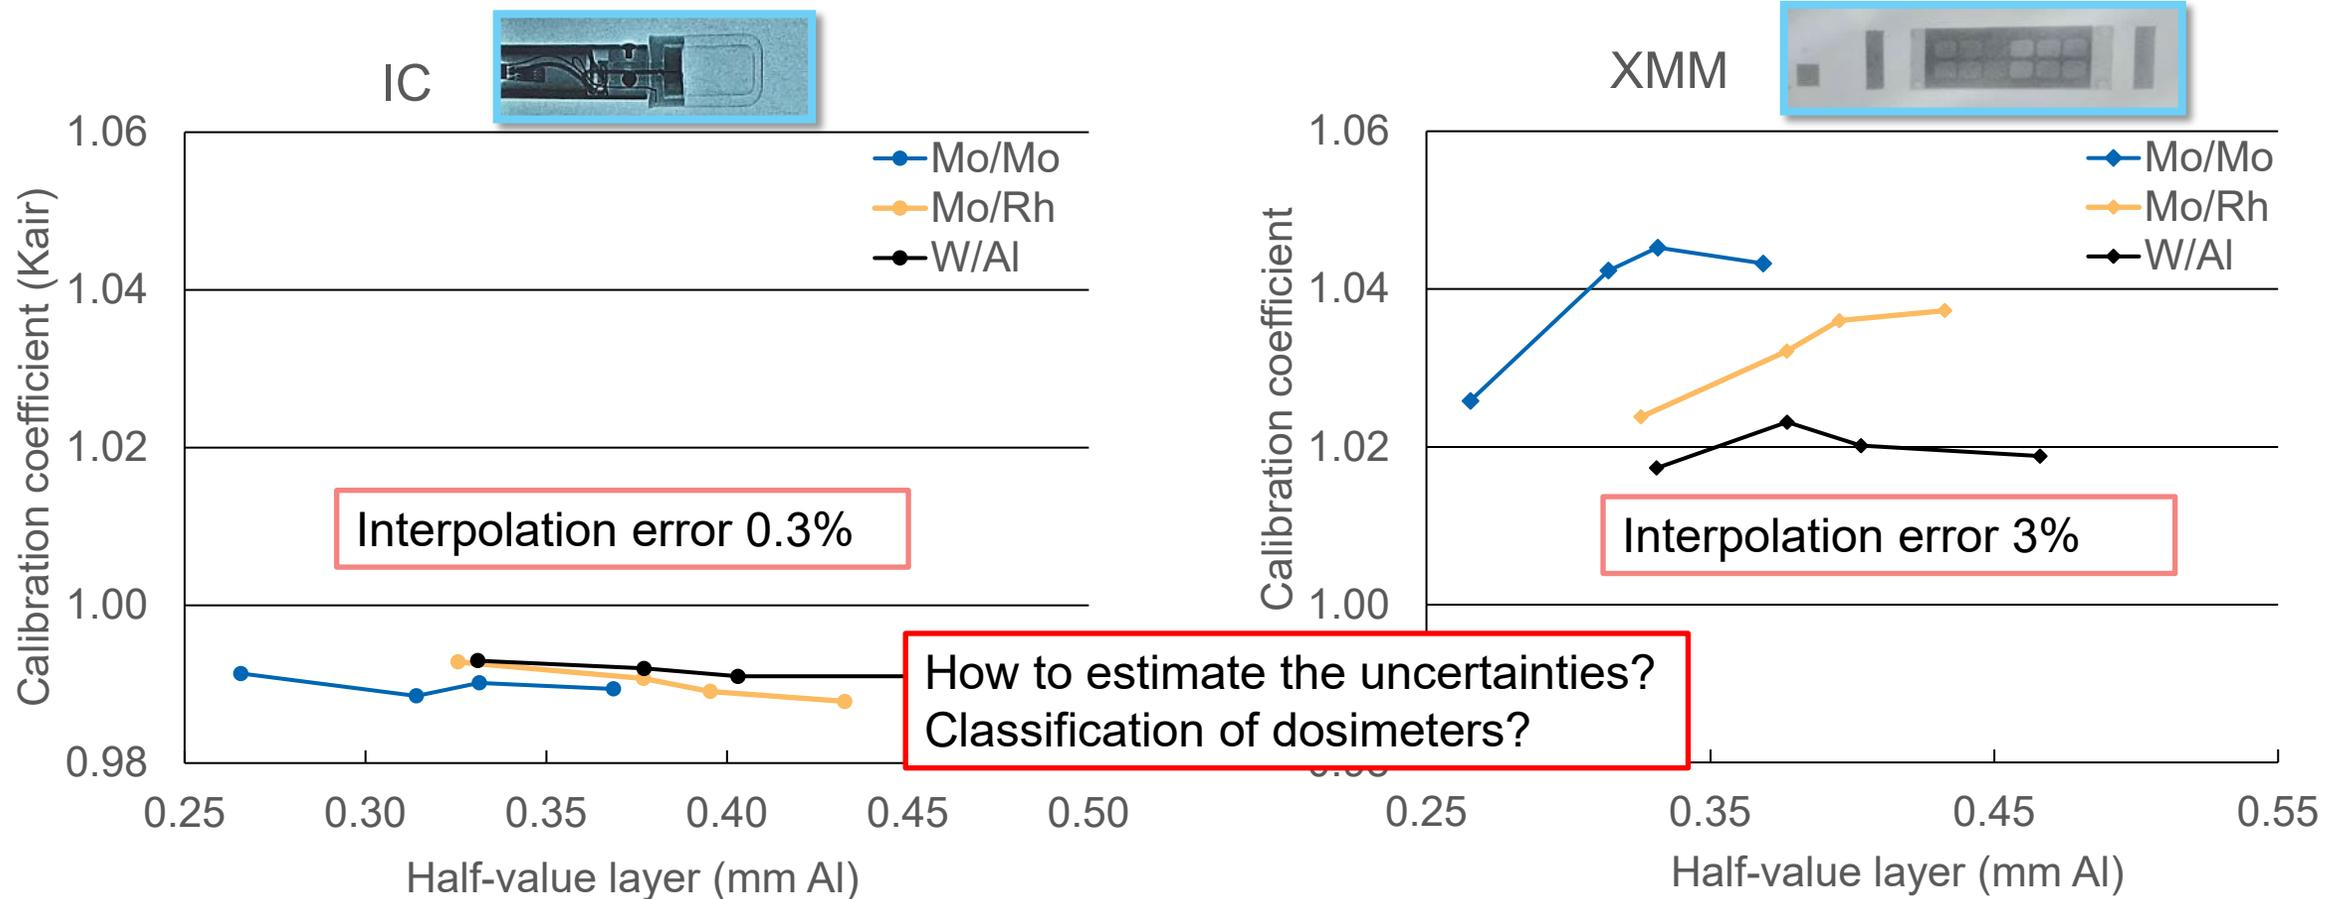 IC
1.06
1.04
1.02
1.00
0.98
Calibration coefficient (Kair)
Mo/Mo
Mo/Rh
W/Al
Interpolation error 0.3%
0.25 0.30 0.35 0.40 0.45 0.50
Half-value layer (mm Al)
XMM
1.06
1.04
1.02
1.00
Calibration coefficient
Mo/Mo
Mo/Rh
W/Al
Interpolation error 3%
0.25 0.35 0.45 0.55
Half-value layer (mm Al)
How to estimate the uncertainties?
Classification of dosimeters?